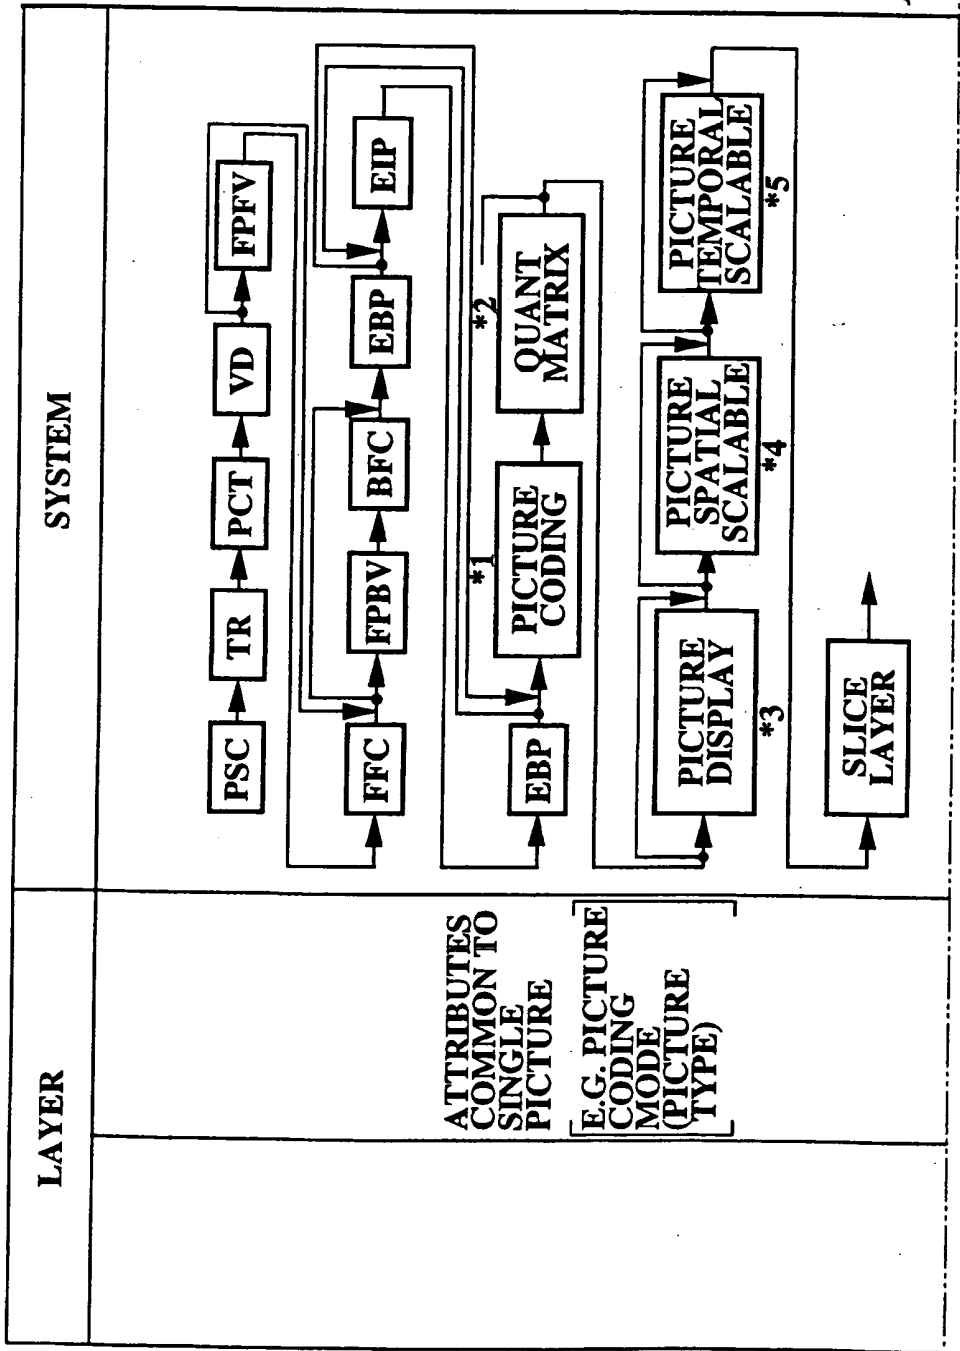 LAYER
SYSTEM
ATTRIBUTES
COMMON TO
SINGLE
PICTURE
E.G. PICTURE
CODING
MODE
(PICTURE
TYPE)
PSC
TR
PCT
VD
FPFV
FFC
FPBV
BFC
EBP
EIP
EBP
*1
PICTURE
CODING
*2
QUANT
MATRIX
PICTURE
DISPLAY
*3
PICTURE
SPATIAL
SCALABLE
*4
PICTURE
TEMPORAL
SCALABLE
*5
SLICE
LAYER